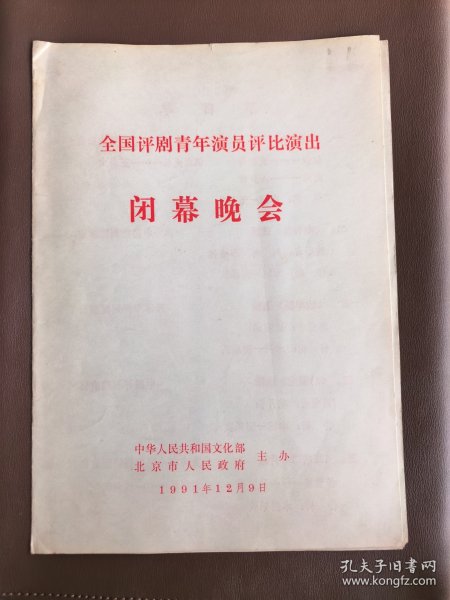 全国评剧青年演员评比演出
闭幕晚会
中华人民共和国文化部
北京市人民政府
主办
1991年12月9日
孔夫子旧书网
www.kongfz.com